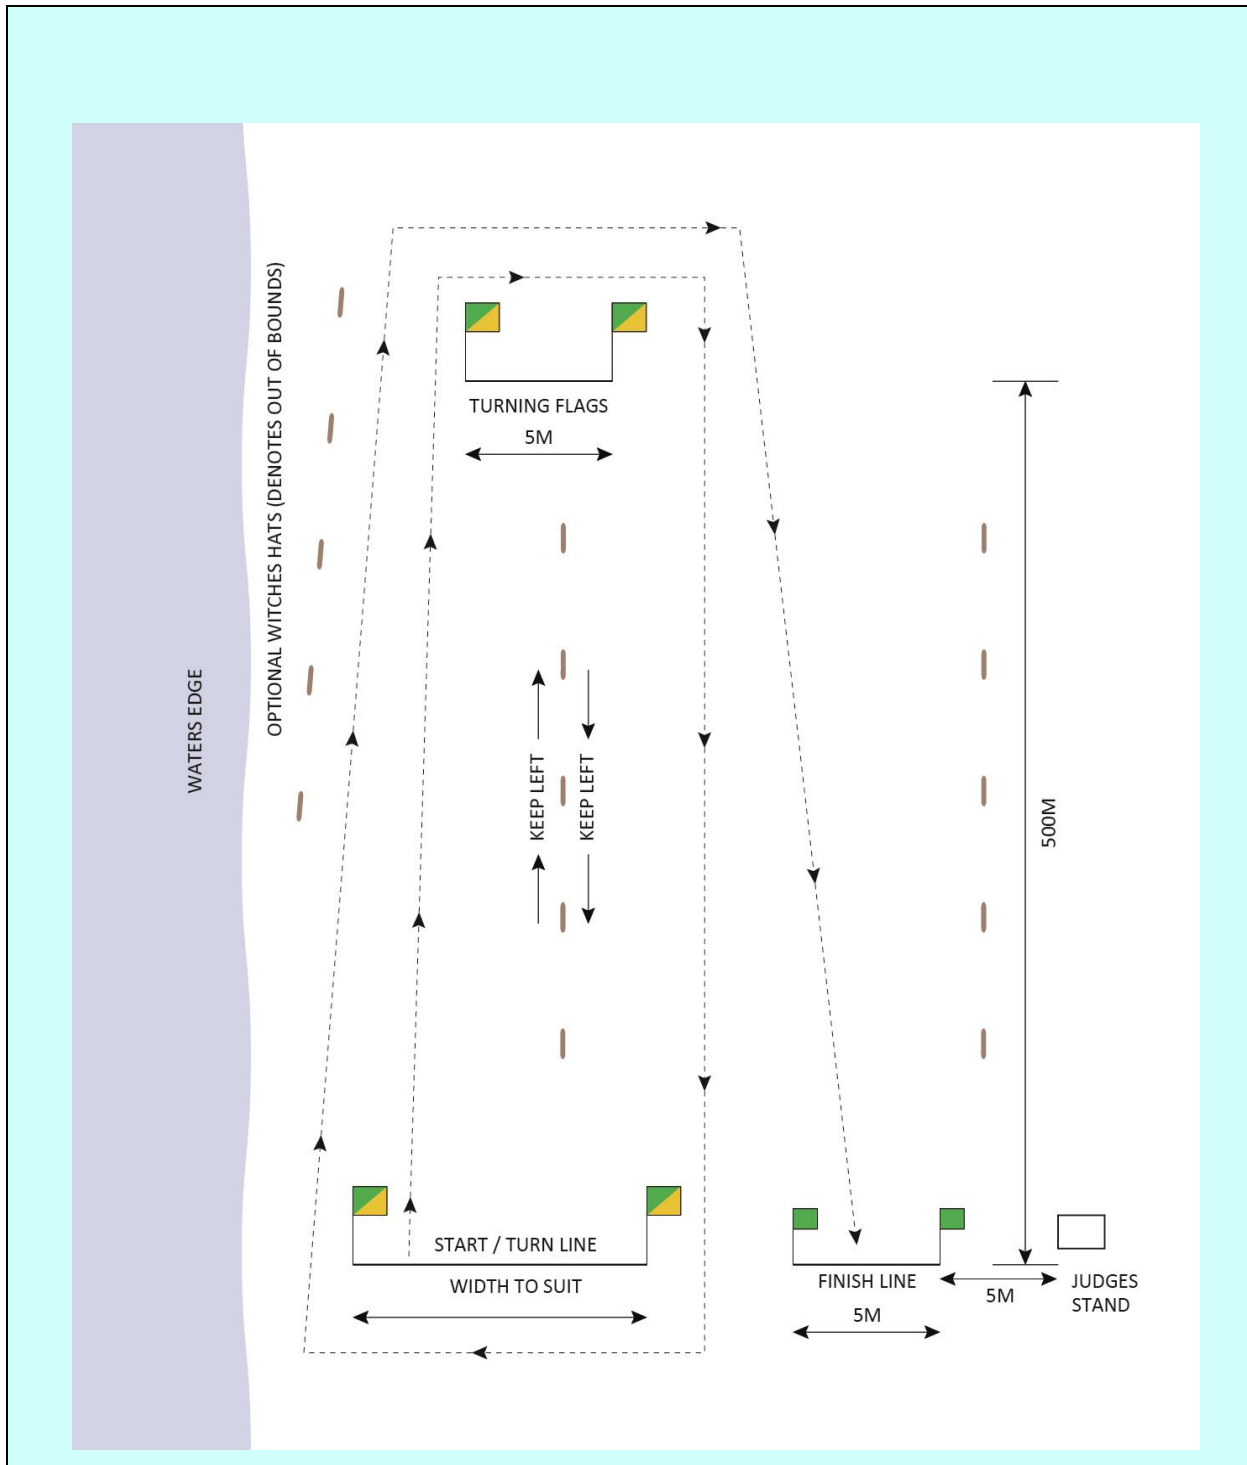 OPTIONAL WITCHES HATS (DENOTES OUT OF BOUNDS)
TURNING FLAGS
5M
WATERS EDGE
KEEP LEFT
KEEP LEFT
500M
START / TURN LINE
WIDTH TO SUIT
FINISH LINE
5M
5M
JUDGES
STAND